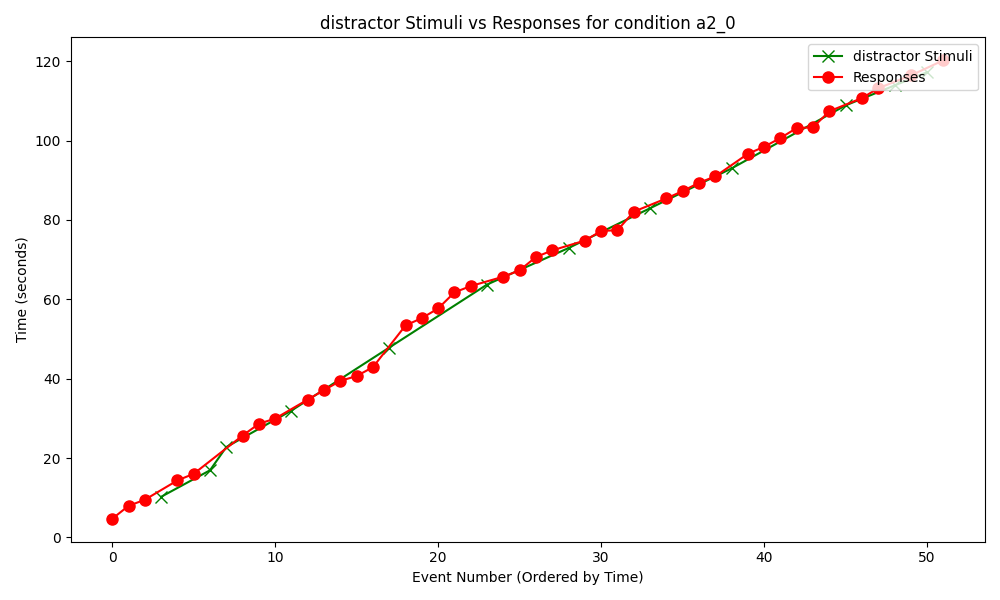 distractor Stimuli vs Responses for condition a2_0
distractor Stimuli
Responses
Time (seconds)
120
100
80
60
40
20
0
0 10 20 30 40 50
Event Number (Ordered by Time)